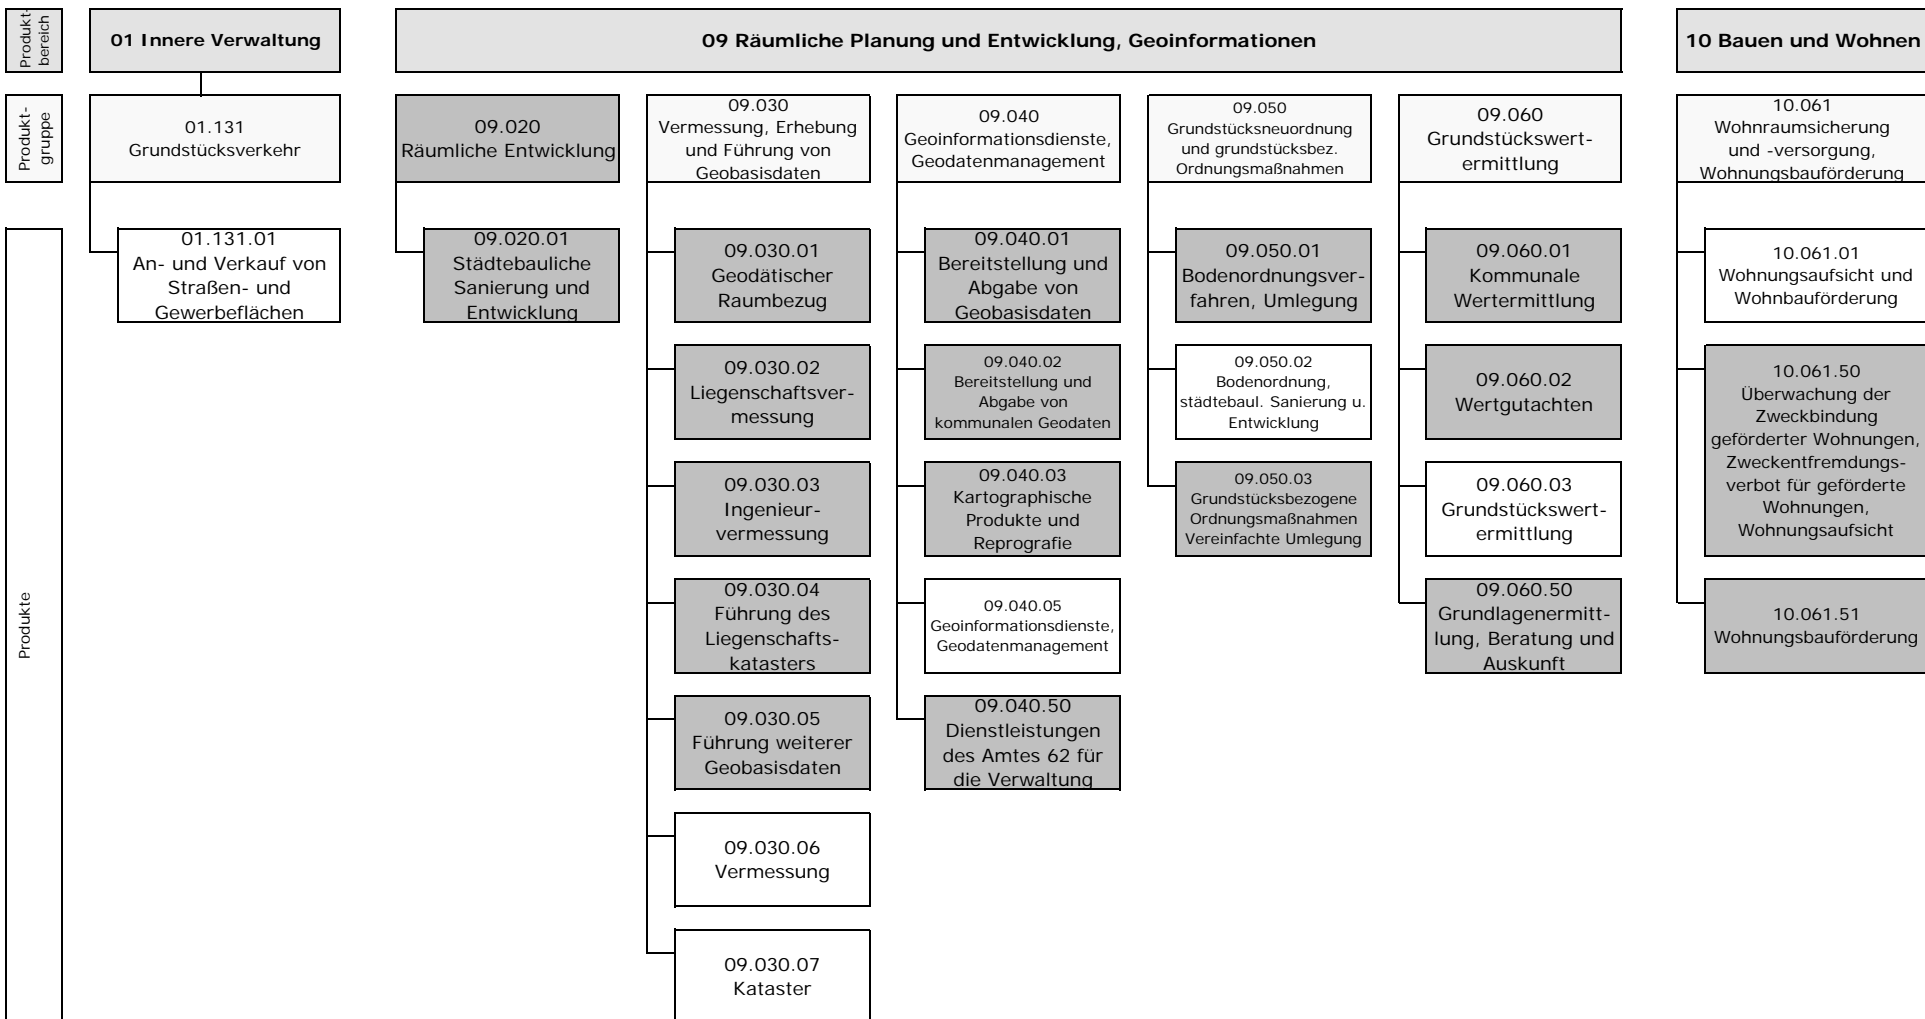 Produkt-
bereich
01 Innere Verwaltung
09 Räumliche Planung und Entwicklung, Geoinformationen
10 Bauen und Wohnen
Produkt-
gruppe
01.131
Grundstücksverkehr
09.020
Räumliche Entwicklung
09.030
Vermessung, Erhebung
und Führung von
Geobasisdaten
09.040
Geoinformationsdienste,
Geodatenmanagement
09.050
Grundstücksneuordnung
und grundstücksbez.
Ordnungsmaßnahmen
09.060
Grundstückswert-
ermittlung
10.061
Wohnraumsicherung
und -versorgung,
Wohnungsbauförderung
Produkte
01.131.01
An- und Verkauf von
Straßen- und
Gewerbeflächen
09.020.01
Städtebauliche
Sanierung und
Entwicklung
09.030.01
Geodätischer
Raumbezug
09.030.02
Liegenschaftsver-
messung
09.030.03
Ingenieur-
vermessung
09.030.04
Führung des
Liegenschafts-
katasters
09.030.05
Führung weiterer
Geobasisdaten
09.030.06
Vermessung
09.030.07
Kataster
09.040.01
Bereitstellung und
Abgabe von
Geobasisdaten
09.040.02
Bereitstellung und
Abgabe von
kommunalen Geodaten
09.040.03
Kartographische
Produkte und
Reprografie
09.040.05
Geoinformationsdienste,
Geodatenmanagement
09.040.50
Dienstleistungen
des Amtes 62 für
die Verwaltung
09.050.01
Bodenordnungsver-
fahren, Umlegung
09.050.02
Bodenordnung,
städtebaul. Sanierung u.
Entwicklung
09.050.03
Grundstücksbezogene
Ordnungsmaßnahmen
Vereinfachte Umlegung
09.060.01
Kommunale
Wertermittlung
09.060.02
Wertgutachten
09.060.03
Grundstückswert-
ermittlung
09.060.50
Grundlagenermitt-
lung, Beratung und
Auskunft
10.061.01
Wohnungsaufsicht und
Wohnbauförderung
10.061.50
Überwachung der
Zweckbindung
geförderter Wohnungen,
Zweckentfremdungs-
verbot für geförderte
Wohnungen,
Wohnungsaufsicht
10.061.51
Wohnungsbauförderung